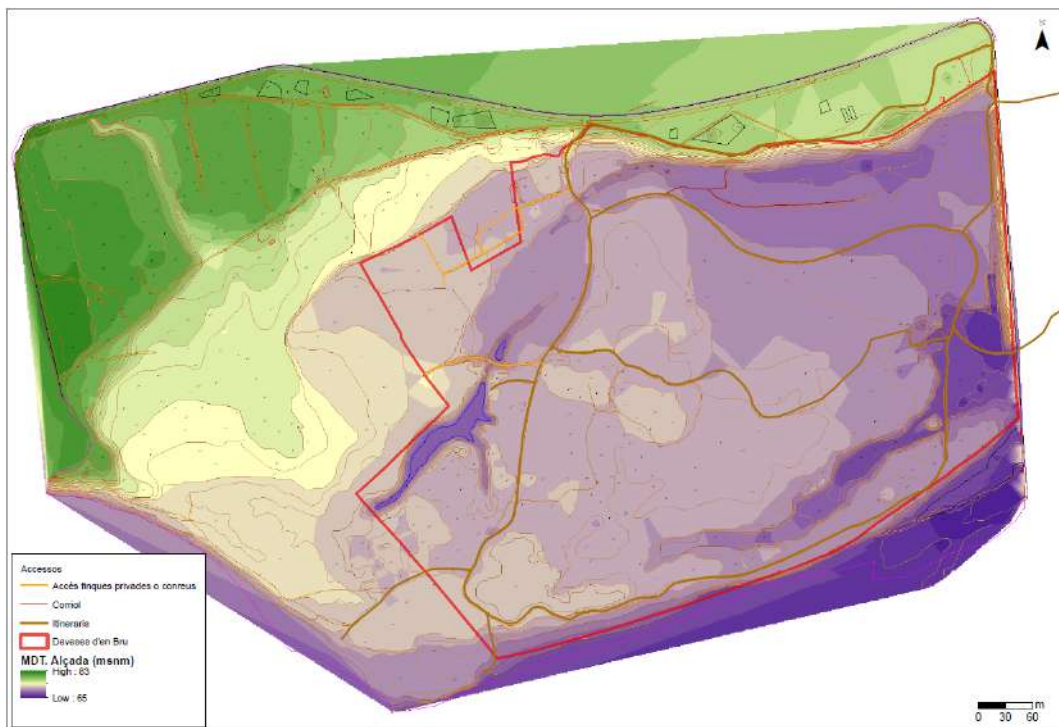 N
Accessos
Accés finques privades o conreus
Corriol
Itineraris
Deveses d'en Bru
MDT. Alçada (msnm)
High : 83
Low : 65
m
0 30 60